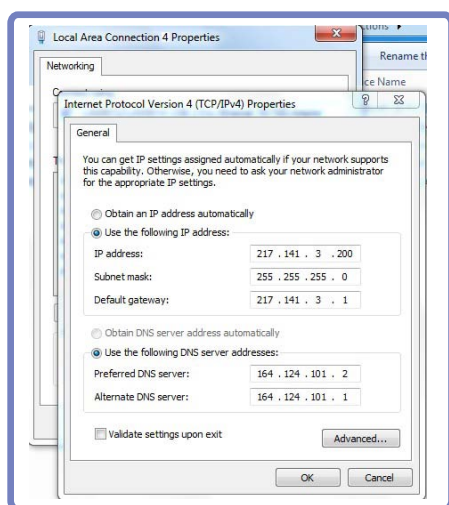 Local Area Connection 4 Properties
Rename th
Networking
ce Name
Internet Protocol Version 4 (TCP/IPv4) Properties
General
You can get IP settings assigned automatically if your network supports
this capability. Otherwise, you need to ask your network administrator
for the appropriate IP settings.
Obtain an IP address automatically
Use the following IP address:
IP address: 217 . 141 . 3 . 200
Subnet mask: 255 . 255 . 255 . 0
Default gateway: 217 . 141 . 3 . 1
Obtain DNS server address automatically
Use the following DNS server addresses:
Preferred DNS server: 164 . 124 . 101 . 2
Alternate DNS server: 164 . 124 . 101 . 1
Validate settings upon exit
Advanced...
OK Cancel